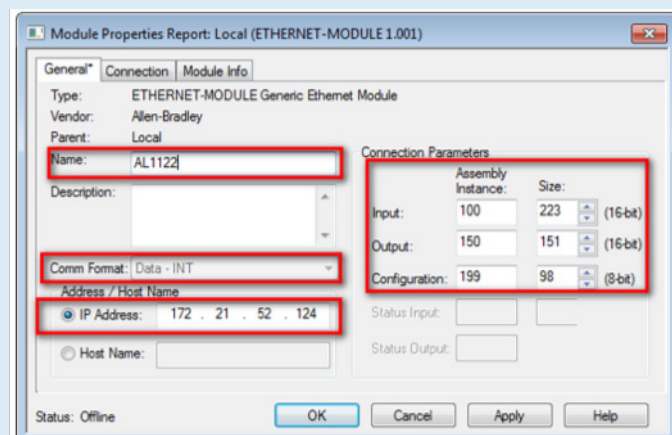 Module Properties Report: Local (ETHERNET-MODULE 1.001)
General* Connection Module Info
Type: ETHERNET-MODULE Generic Ethernet Module
Vendor: Allen-Bradley
Parent: Local
Name: AL1122
Description:
Comm Format: Data - INT
Address / Host Name
IP Address: 172 . 21 . 52 . 124
Host Name:
Connection Parameters
Assembly
Instance: Size:
Input: 100 223 (16-bit)
Output: 150 151 (16-bit)
Configuration: 199 98 (8-bit)
Status Input:
Status Output:
Status: Offline
OK Cancel Apply Help